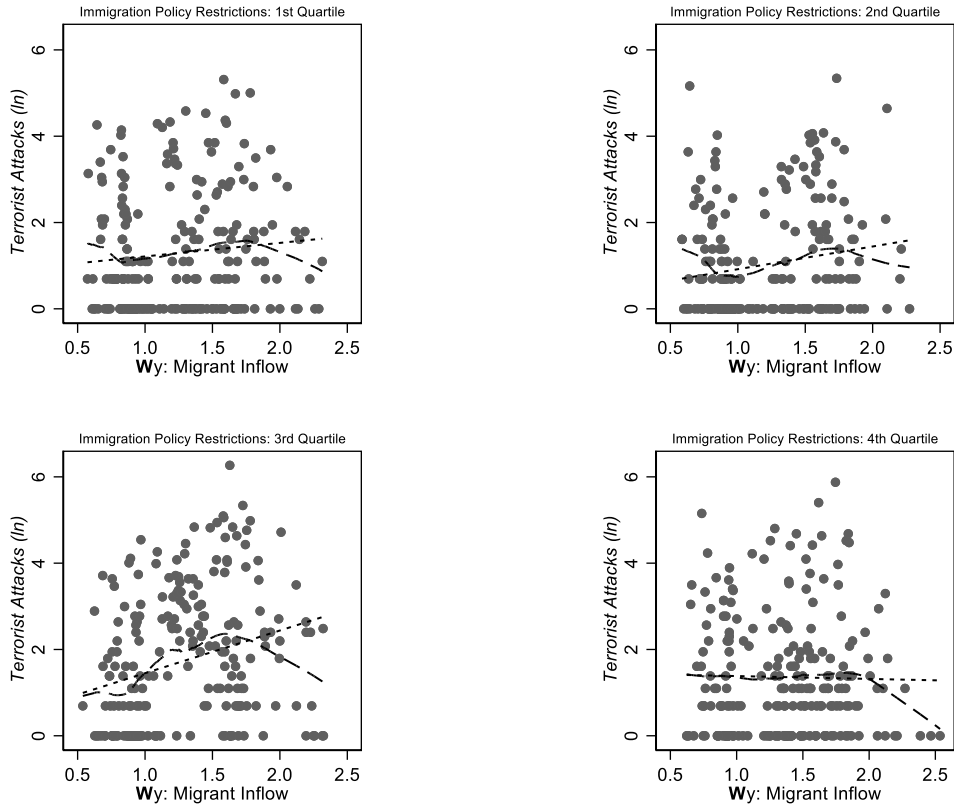 Immigration Policy Restrictions: 1st Quartile
Terrorist Attacks (ln)
6
4
2
0
0.5 1.0 1.5 2.0 2.5
Wy: Migrant Inflow
Immigration Policy Restrictions: 2nd Quartile
Terrorist Attacks (ln)
6
4
2
0
0.5 1.0 1.5 2.0 2.5
Wy: Migrant Inflow
Immigration Policy Restrictions: 3rd Quartile
Terrorist Attacks (ln)
6
4
2
0
0.5 1.0 1.5 2.0 2.5
Wy: Migrant Inflow
Immigration Policy Restrictions: 4th Quartile
Terrorist Attacks (ln)
6
4
2
0
0.5 1.0 1.5 2.0 2.5
Wy: Migrant Inflow